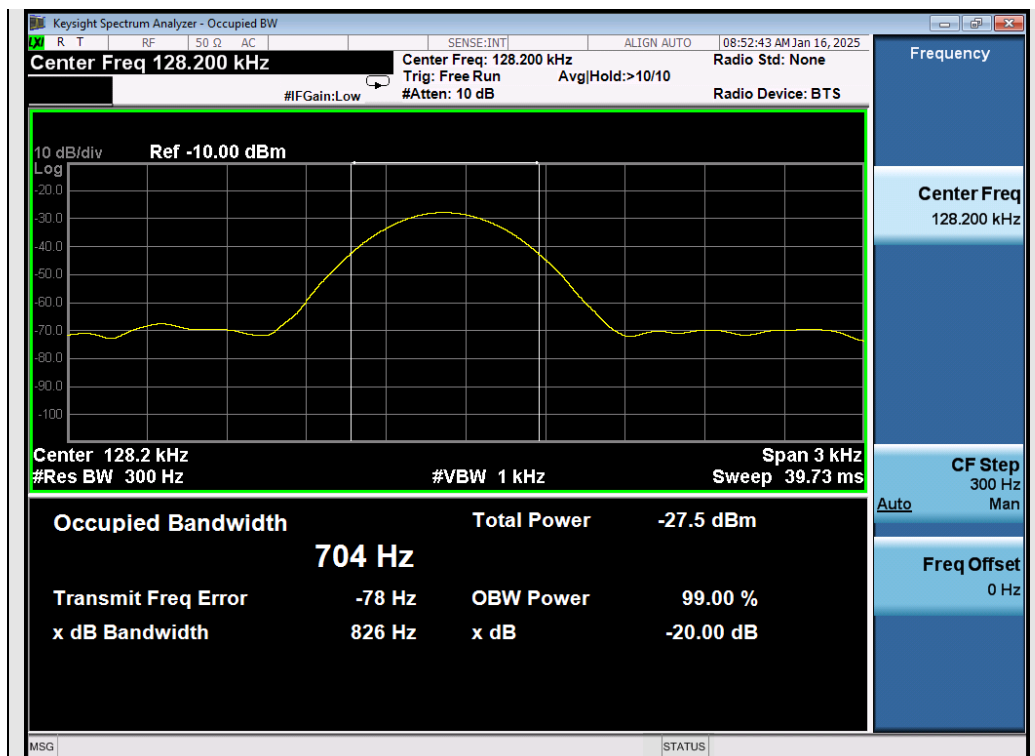 Keysight Spectrum Analyzer - Occupied BW
LXI R T RF 50 Ω AC SENSE:INT ALIGN AUTO 08:52:43 AM Jan 16, 2025
Center Freq 128.200 kHz
Center Freq: 128.200 kHz
Radio Std: None
Trig: Free Run Avg|Hold:>10/10
#IFGain:Low
#Atten: 10 dB
Radio Device: BTS
10 dB/div Ref -10.00 dBm
Log
-20.0
-30.0
-40.0
-50.0
-60.0
-70.0
-80.0
-90.0
-100
Center 128.2 kHz Span 3 kHz
#Res BW 300 Hz #VBW 1 kHz Sweep 39.73 ms
Occupied Bandwidth Total Power -27.5 dBm
704 Hz
Transmit Freq Error -78 Hz OBW Power 99.00 %
x dB Bandwidth 826 Hz x dB -20.00 dB
Frequency
Center Freq
128.200 kHz
CF Step
300 Hz
Auto Man
Freq Offset
0 Hz
MSG STATUS